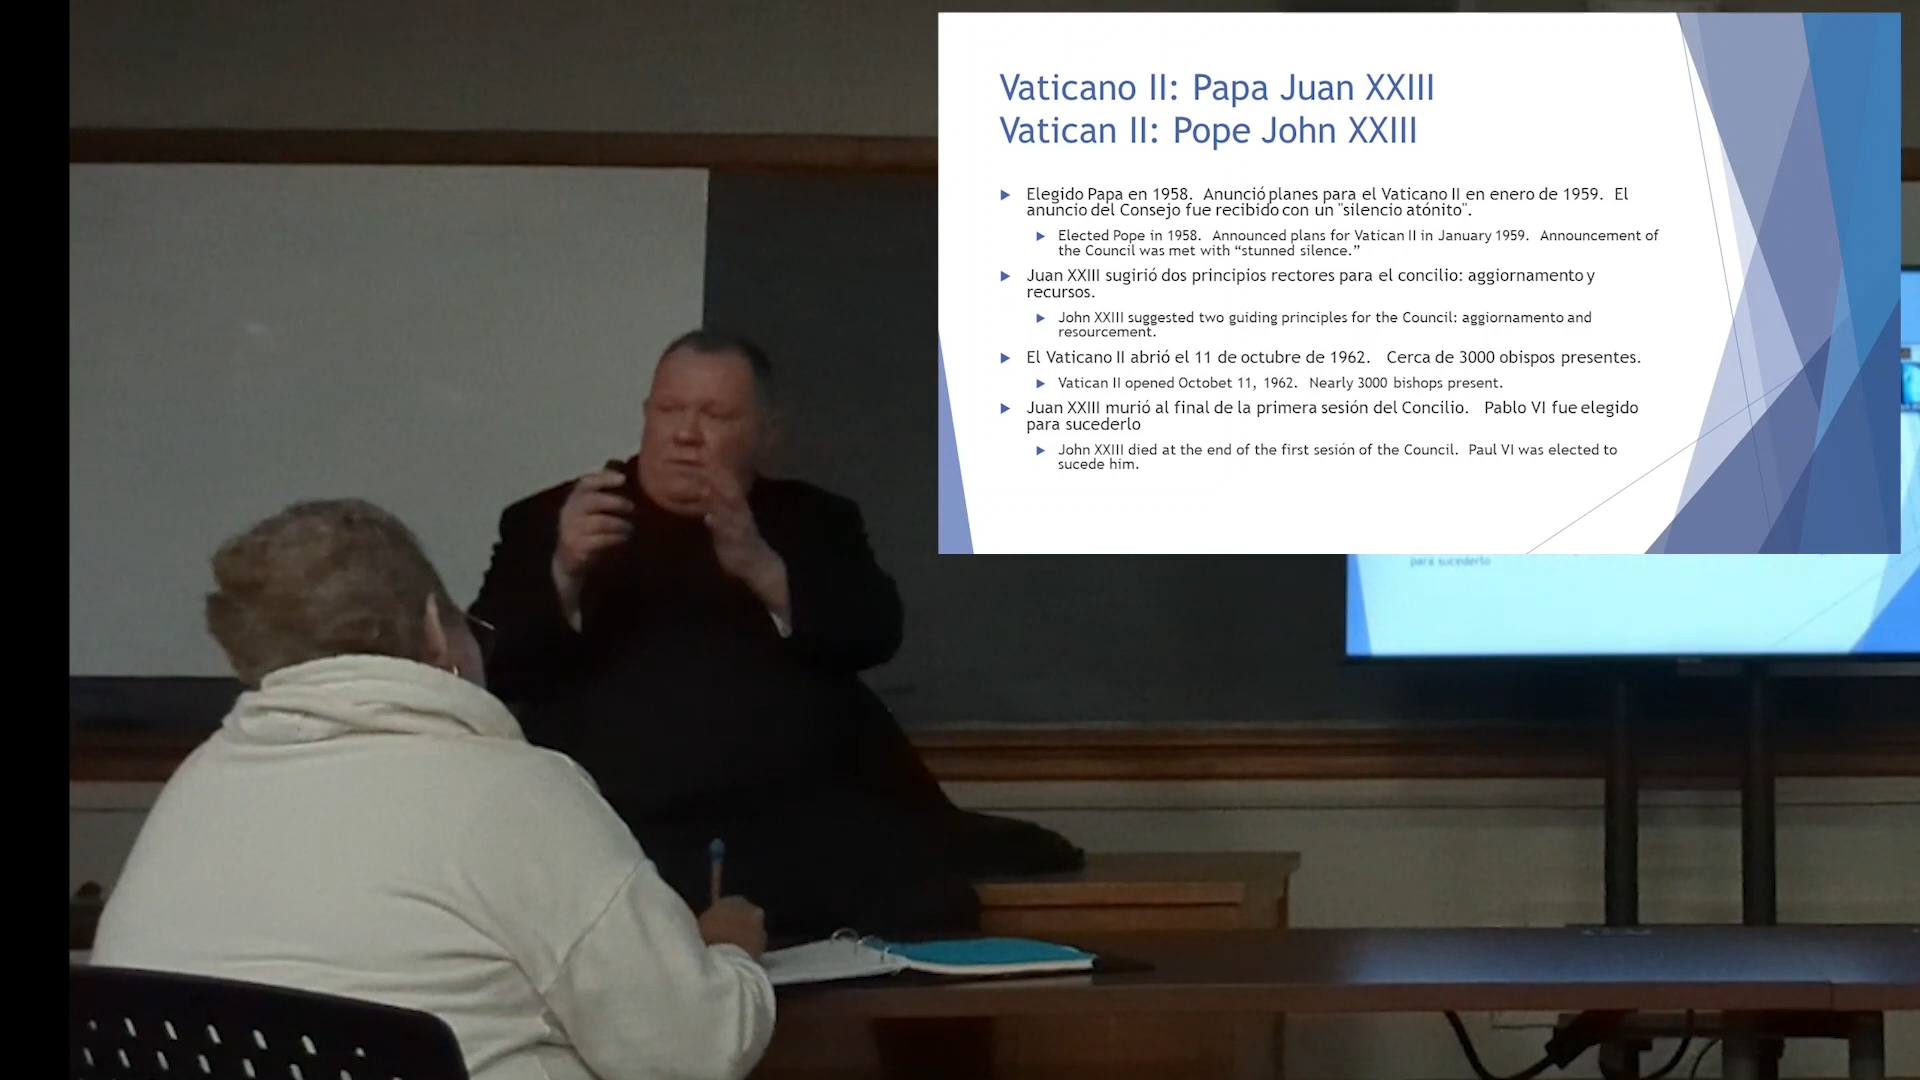 Vaticano II: Papa Juan XXIII
Vatican II: Pope John XXIII
Elegido Papa en 1958. Anunció planes para el Vaticano II en enero de 1959. El
anuncio del Consejo fue recibido con un "silencio atónito".
Elected Pope in 1958. Announced plans for Vatican II in January 1959. Announcement of
the Council was met with “stunned silence.”
Juan XXIII sugirió dos principios rectores para el concilio: aggiornamento y
recursos.
John XXIII suggested two guiding principles for the Council: aggiornamento and
resourcement.
El Vaticano II abrió el 11 de octubre de 1962. Cerca de 3000 obispos presentes.
Vatican II opened Octobet 11, 1962. Nearly 3000 bishops present.
Juan XXIII murió al final de la primera sesión del Concilio. Pablo VI fue elegido
para sucederlo
John XXIII died at the end of the first sesión of the Council. Paul VI was elected to
sucede him.
para sucederlo